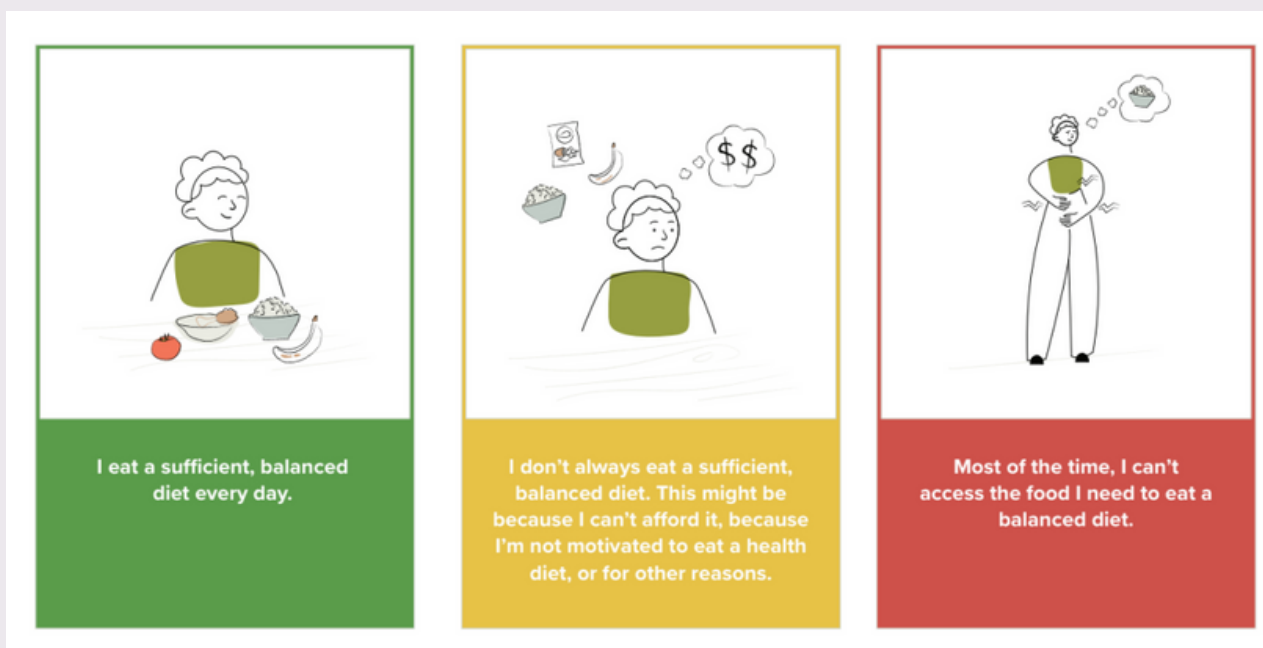 $$
I eat a sufficient, balanced
diet every day.
I don't always eat a sufficient,
balanced diet. This might be
because I can't afford it, because
I'm not motivated to eat a health
diet, or for other reasons.
Most of the time, I can't
access the food I need to eat a
balanced diet.